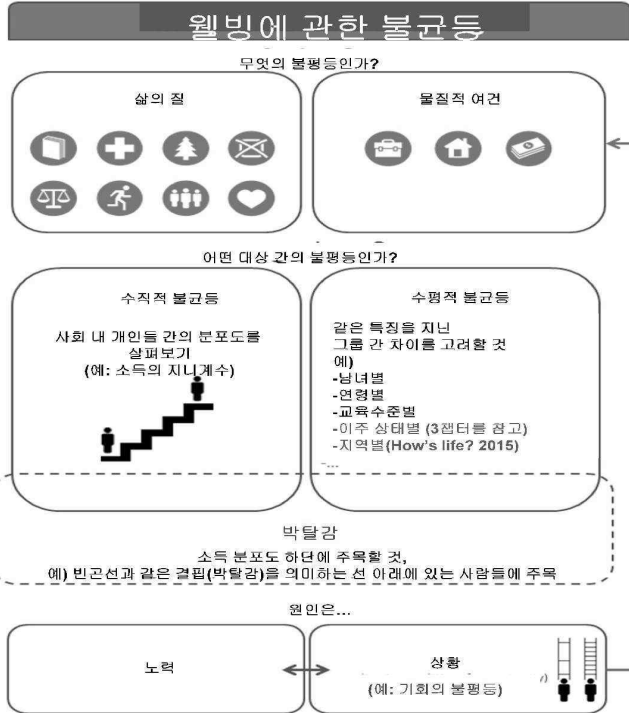 웰빙에 관한 불균등
무엇의 불평등인가?
삶의 질
물질적 여건
어떤 대상 간의 불평등인가?
수직적 불균등
사회 내 개인들 간의 분포도를
살펴보기
(예: 소득의 지니계수)
수평적 불균등
같은 특징을 지닌
그룹 간 차이를 고려할 것
예)
-남녀별
-연령별
-교육수준별
-이주 상태별 (3챕터를 참고)
-지역별(How's life? 2015)
-...
박탈감
소득 분포도 하단에 주목할 것,
예) 빈곤선과 같은 결핍(박탈감)을 의미하는 선 아래에 있는 사람들에 주목
원인은...
노력
상황
(예: 기회의 불평등)